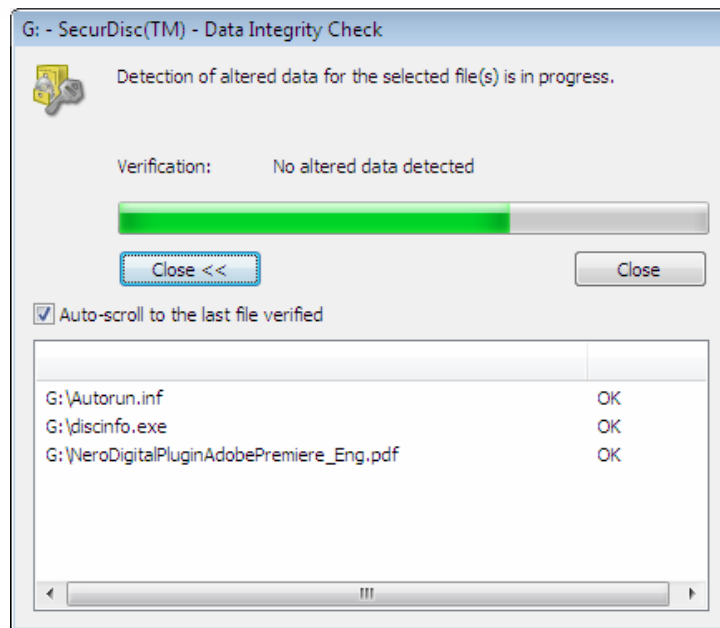 G: - SecurDisc(TM) - Data Integrity Check
Detection of altered data for the selected file(s) is in progress.
Verification: No altered data detected
Close << Close
Auto-scroll to the last file verified
G:\Autorun.inf OK
G:\discinfo.exe OK
G:\NeroDigitalPluginAdobePremiere_Eng.pdf OK